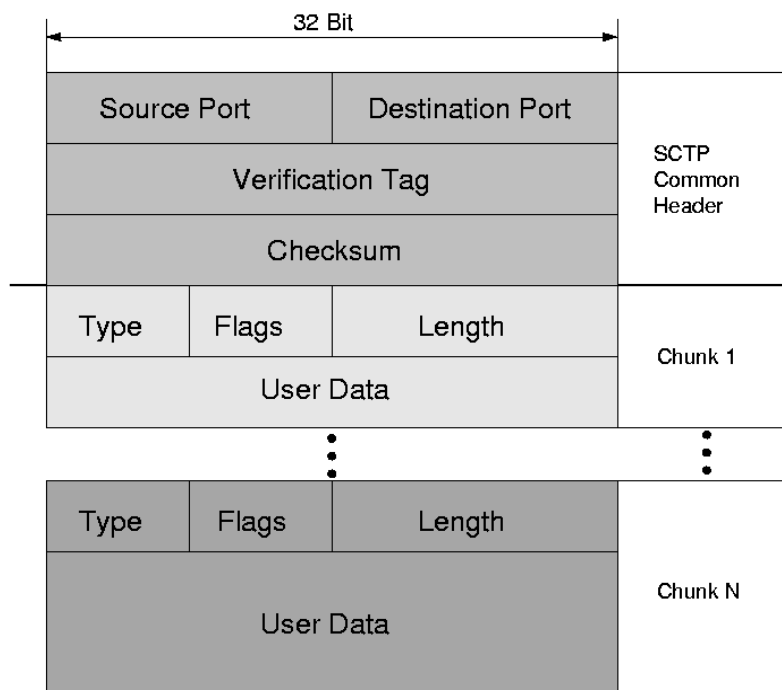 32 Bit
Source Port
Destination Port
SCTP
Common
Header
Verification Tag
Checksum
Type
Flags
Length
Chunk 1
User Data
Type
Flags
Length
Chunk N
User Data